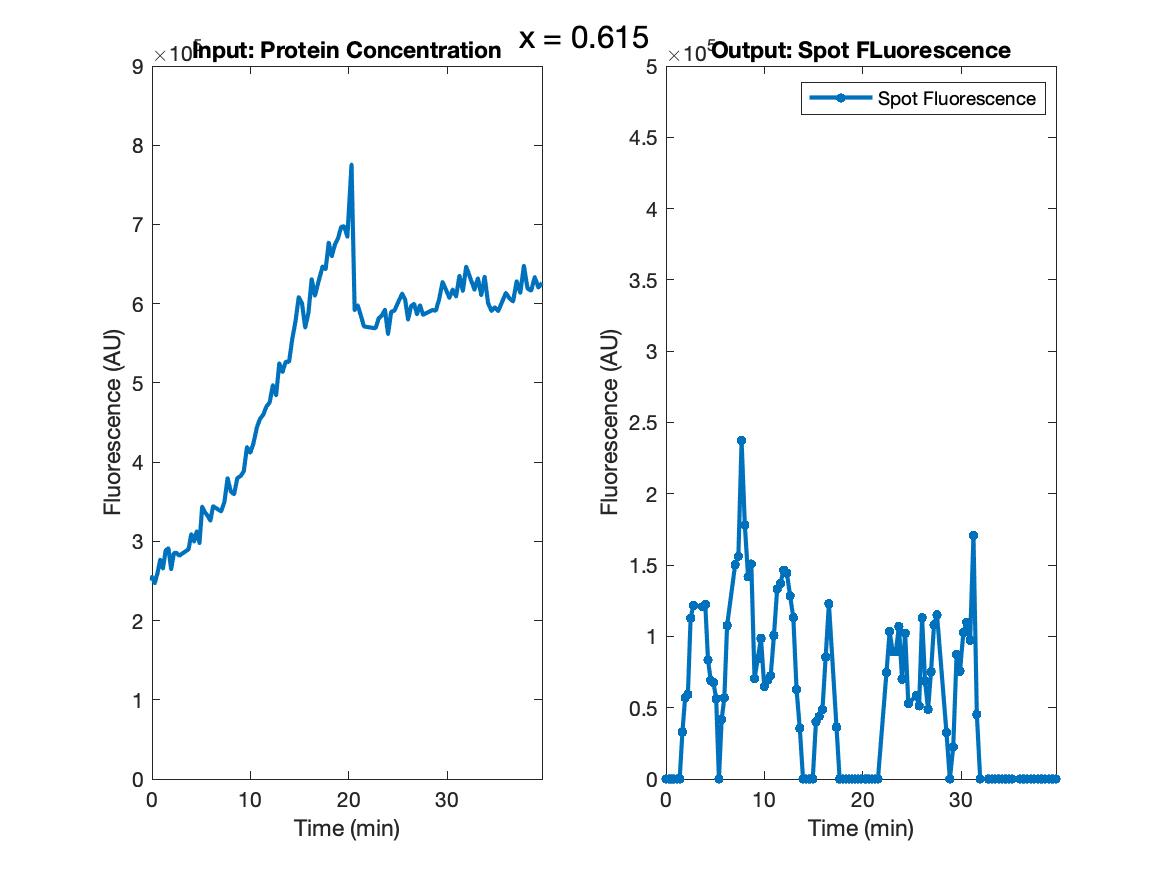 x = 0.615
×10⁵
Input: Protein Concentration
×10⁵
Output: Spot FLuorescence
Spot Fluorescence
9
8
7
6
5
4
3
2
1
0
Fluorescence (AU)
0 10 20 30
Time (min)
5
4.5
4
3.5
3
2.5
2
1.5
1
0.5
0
Fluorescence (AU)
0 10 20 30
Time (min)